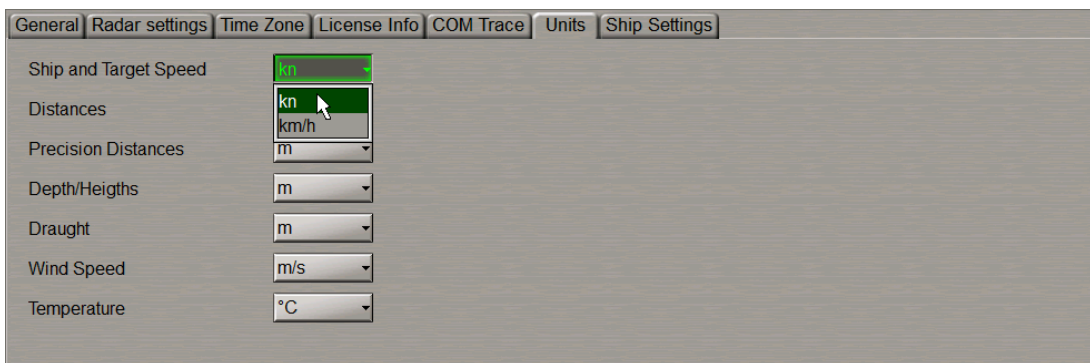 General Radar settings Time Zone License Info COM Trace Units Ship Settings
Ship and Target Speed kn
kn
Distances
km/h
Precision Distances m
Depth/Heigths m
Draught m
Wind Speed m/s
Temperature °C